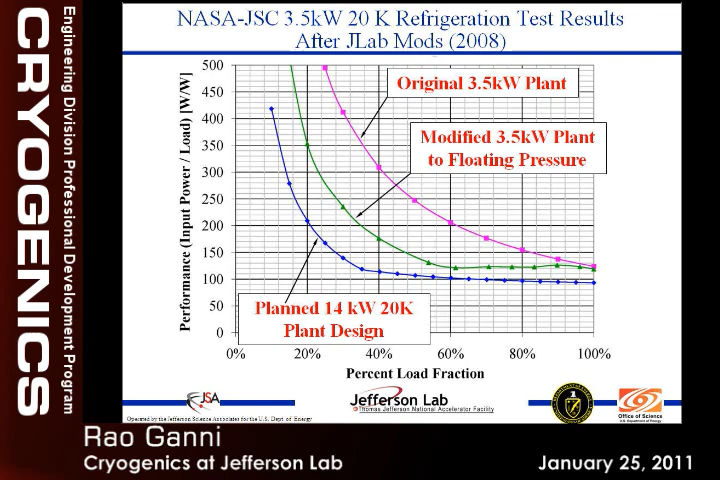 Engineering Division Professional Development Program
CRYOGENICS
NASA-JSC 3.5kW 20 K Refrigeration Test Results
After JLab Mods (2008)
Performance (Input Power / Load) [W/W]
500
450
400
350
300
250
200
150
100
50
0
Original 3.5kW Plant
Modified 3.5kW Plant
to Floating Pressure
Planned 14 kW 20K
Plant Design
0% 20% 40% 60% 80% 100%
Percent Load Fraction
JSA
Jefferson Lab
Thomas Jefferson National Accelerator Facility
Office of Science
U.S. Department of Energy
Operated by the Jefferson Science Associates for the U.S. Dept. of Energy
Rao Ganni
Cryogenics at Jefferson Lab
January 25, 2011